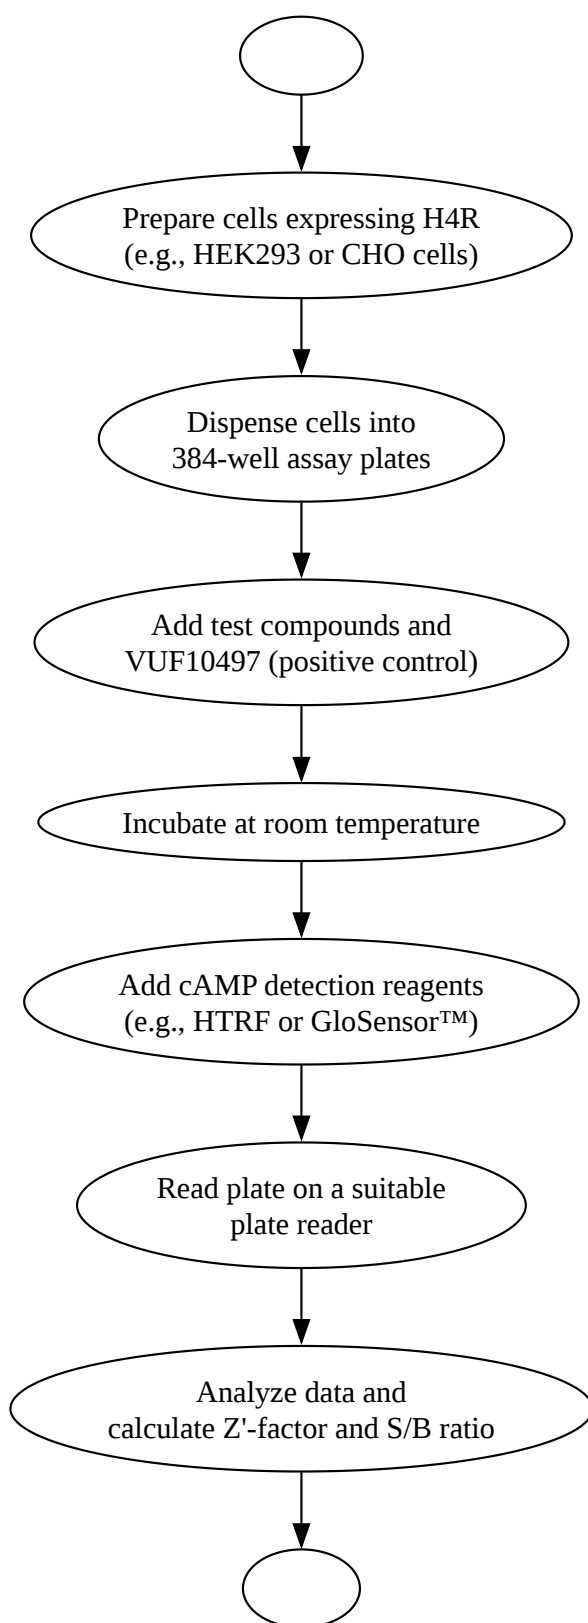 Prepare cells expressing H4R
(e.g., HEK293 or CHO cells)
Dispense cells into
384-well assay plates
Add test compounds and
VUF10497 (positive control)
Incubate at room temperature
Add cAMP detection reagents
(e.g., HTRF or GloSensor™)
Read plate on a suitable
plate reader
Analyze data and
calculate Z'-factor and S/B ratio